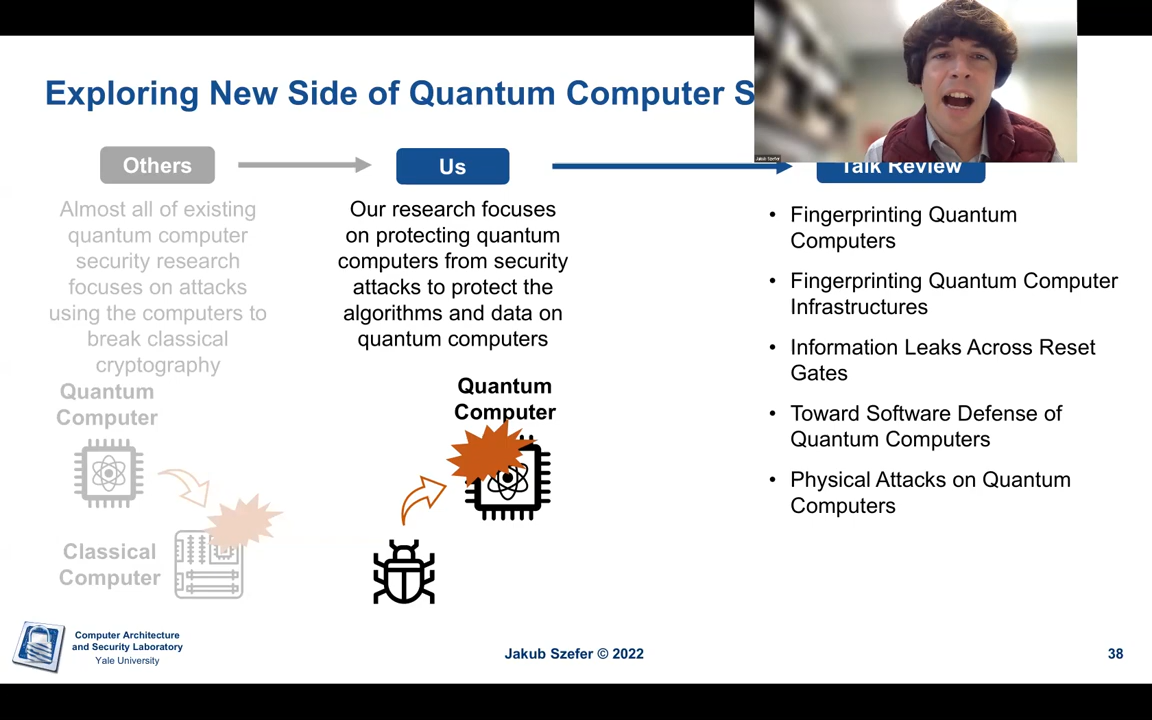 Exploring New Side of Quantum Computer S
Jakub Szefer
Others
Us
Talk Review
Almost all of existing
quantum computer
security research
focuses on attacks
using the computers to
break classical
cryptography
Quantum
Computer
Classical
Computer
Our research focuses
on protecting quantum
computers from security
attacks to protect the
algorithms and data on
quantum computers
Quantum
Computer
• Fingerprinting Quantum
Computers
• Fingerprinting Quantum Computer
Infrastructures
• Information Leaks Across Reset
Gates
• Toward Software Defense of
Quantum Computers
• Physical Attacks on Quantum
Computers
Computer Architecture
and Security Laboratory
Yale University
Jakub Szefer © 2022
38